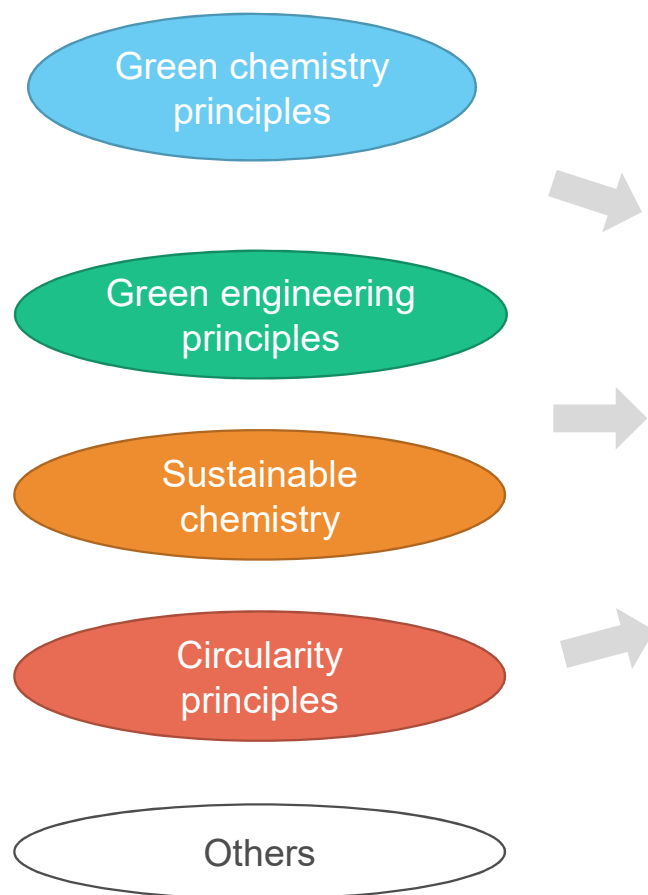 Green chemistry
principles
Green engineering
principles
Sustainable
chemistry
Circularity
principles
Others